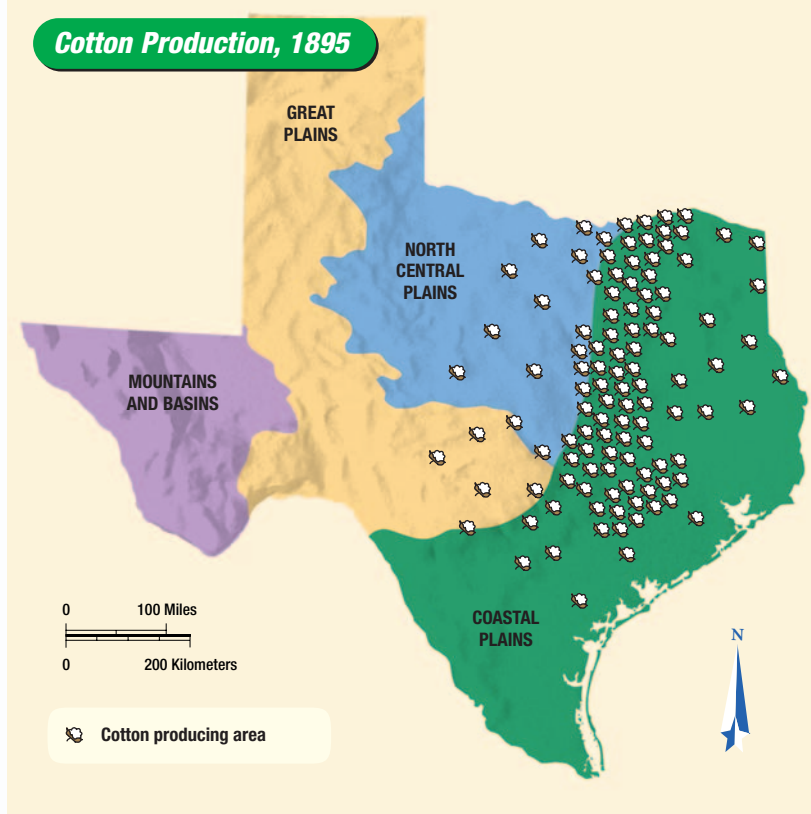 Cotton Production, 1895
GREAT
PLAINS
NORTH
CENTRAL
PLAINS
MOUNTAINS
AND BASINS
COASTAL
PLAINS
0 100 Miles
0 200 Kilometers
N
Cotton producing area